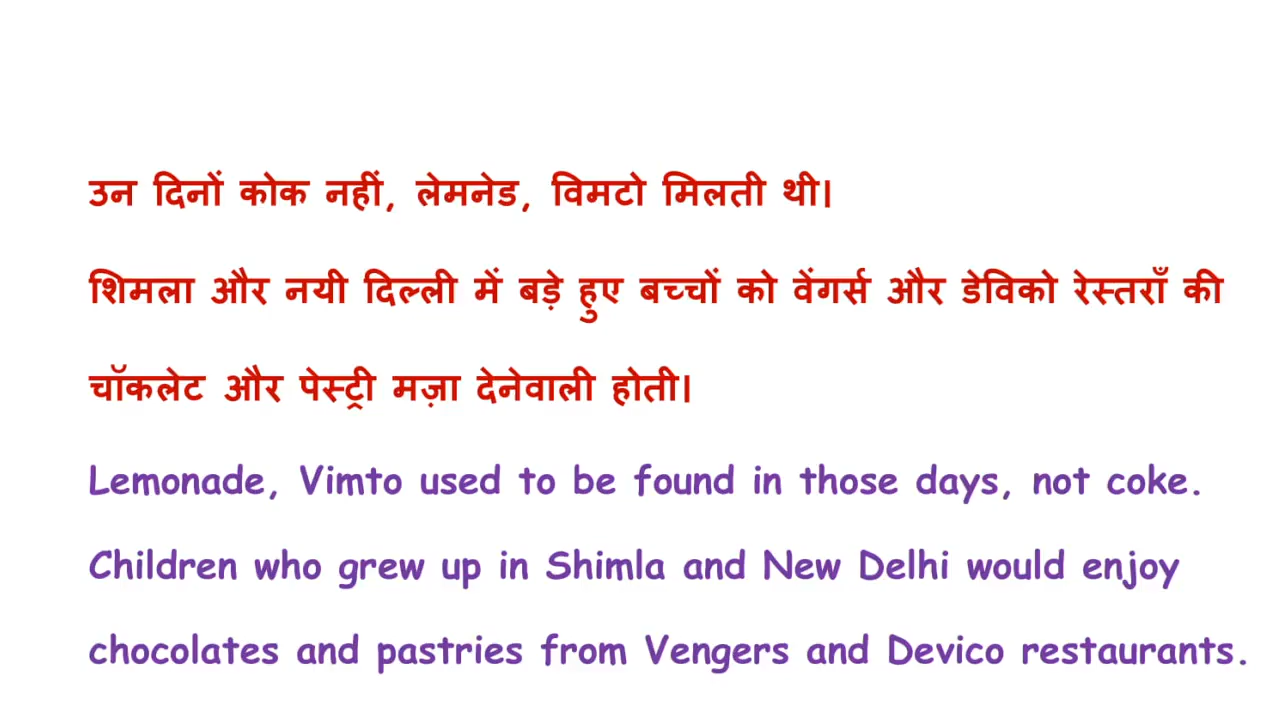 उन दिनों कोक नहीं, लेमनेड, विमटो मिलती थी।
शिमला और नयी दिल्ली में बड़े हुए बच्चों को वेंगर्स और डेविको रेस्तराँ की
चॉकलेट और पेस्ट्री मज़ा देनेवाली होती।
Lemonade, Vimto used to be found in those days, not coke.
Children who grew up in Shimla and New Delhi would enjoy
chocolates and pastries from Vengers and Devico restaurants.